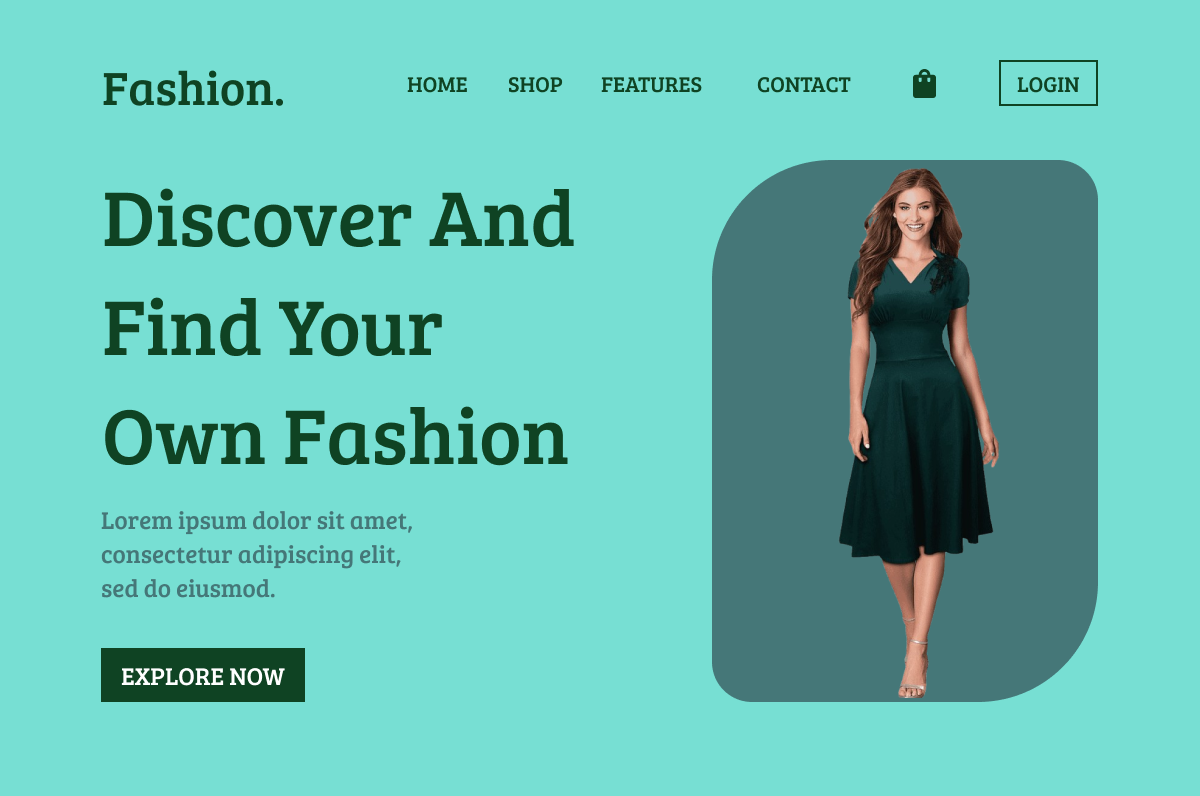 Fashion.
HOME
SHOP
FEATURES
CONTACT
LOGIN
Discover And
Find Your
Own Fashion
Lorem ipsum dolor sit amet,
consectetur adipiscing elit,
sed do eiusmod.
EXPLORE NOW